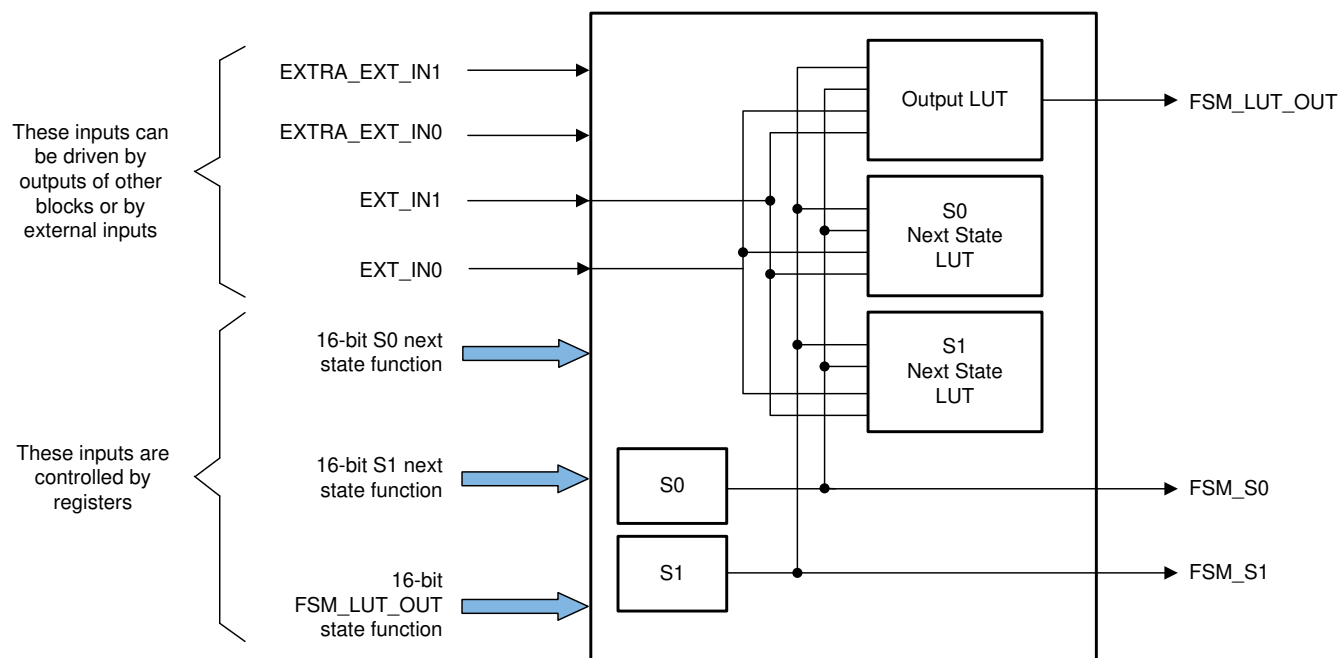 These inputs can
be driven by
outputs of other
blocks or by
external inputs
These inputs are
controlled by
registers
EXTRA_EXT_IN1
EXTRA_EXT_IN0
EXT_IN1
EXT_IN0
16-bit S0 next
state function
16-bit S1 next
state function
16-bit
FSM_LUT_OUT
state function
Output LUT
S0
Next State
LUT
S1
Next State
LUT
S0
S1
FSM_LUT_OUT
FSM_S0
FSM_S1